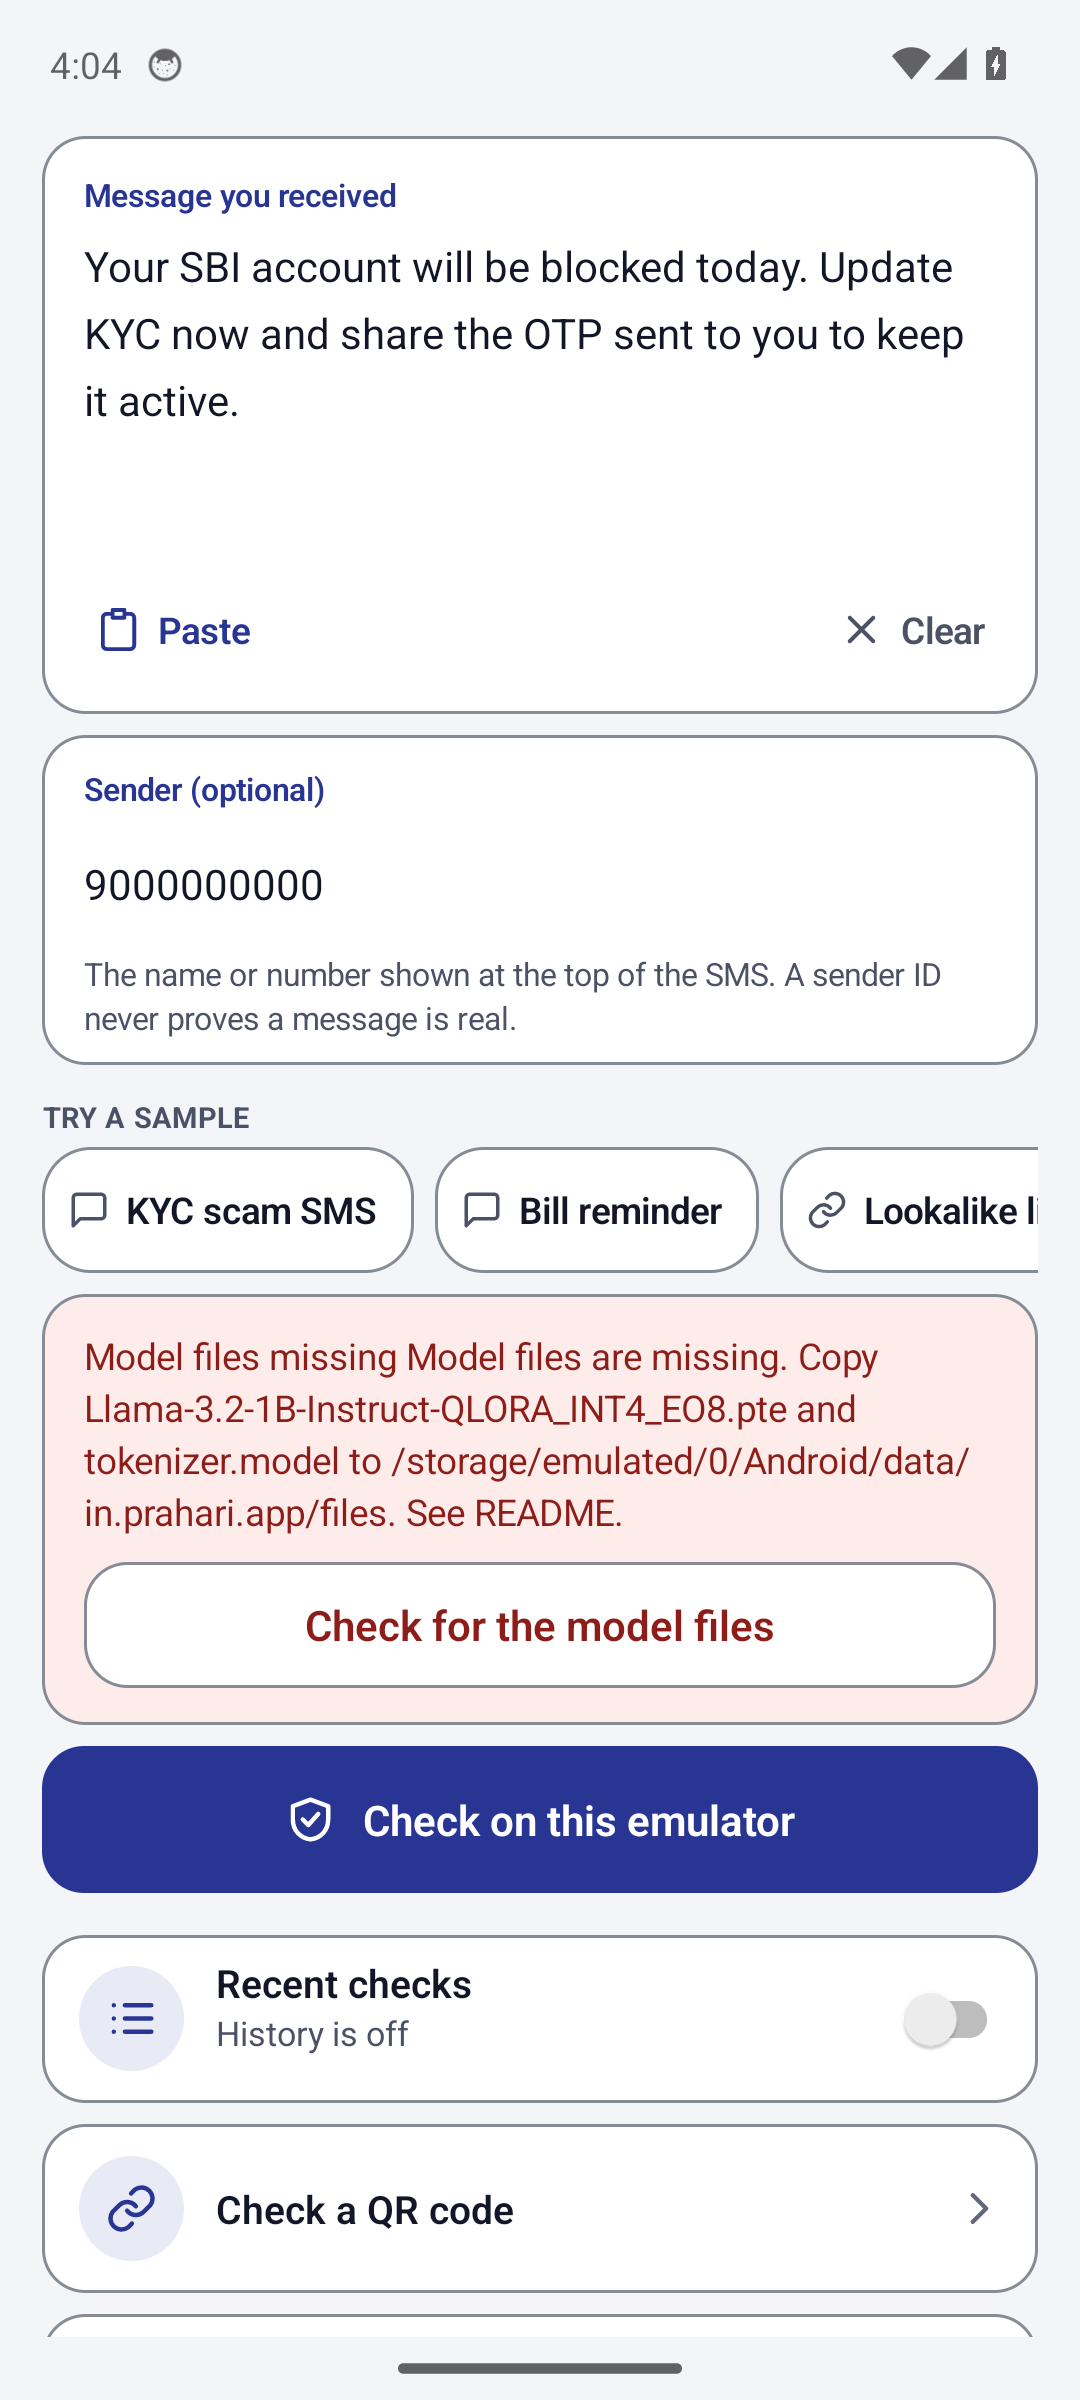 4:04
Message you received
Your SBI account will be blocked today. Update
KYC now and share the OTP sent to you to keep
it active.
Paste
Clear
Sender (optional)
9000000000
The name or number shown at the top of the SMS. A sender ID
never proves a message is real.
TRY A SAMPLE
KYC scam SMS
Bill reminder
Lookalike li
Model files missing Model files are missing. Copy
Llama-3.2-1B-Instruct-QLORA_INT4_EO8.pte and
tokenizer.model to /storage/emulated/0/Android/data/
in.prahari.app/files. See README.
Check for the model files
Check on this emulator
Recent checks
History is off
Check a QR code